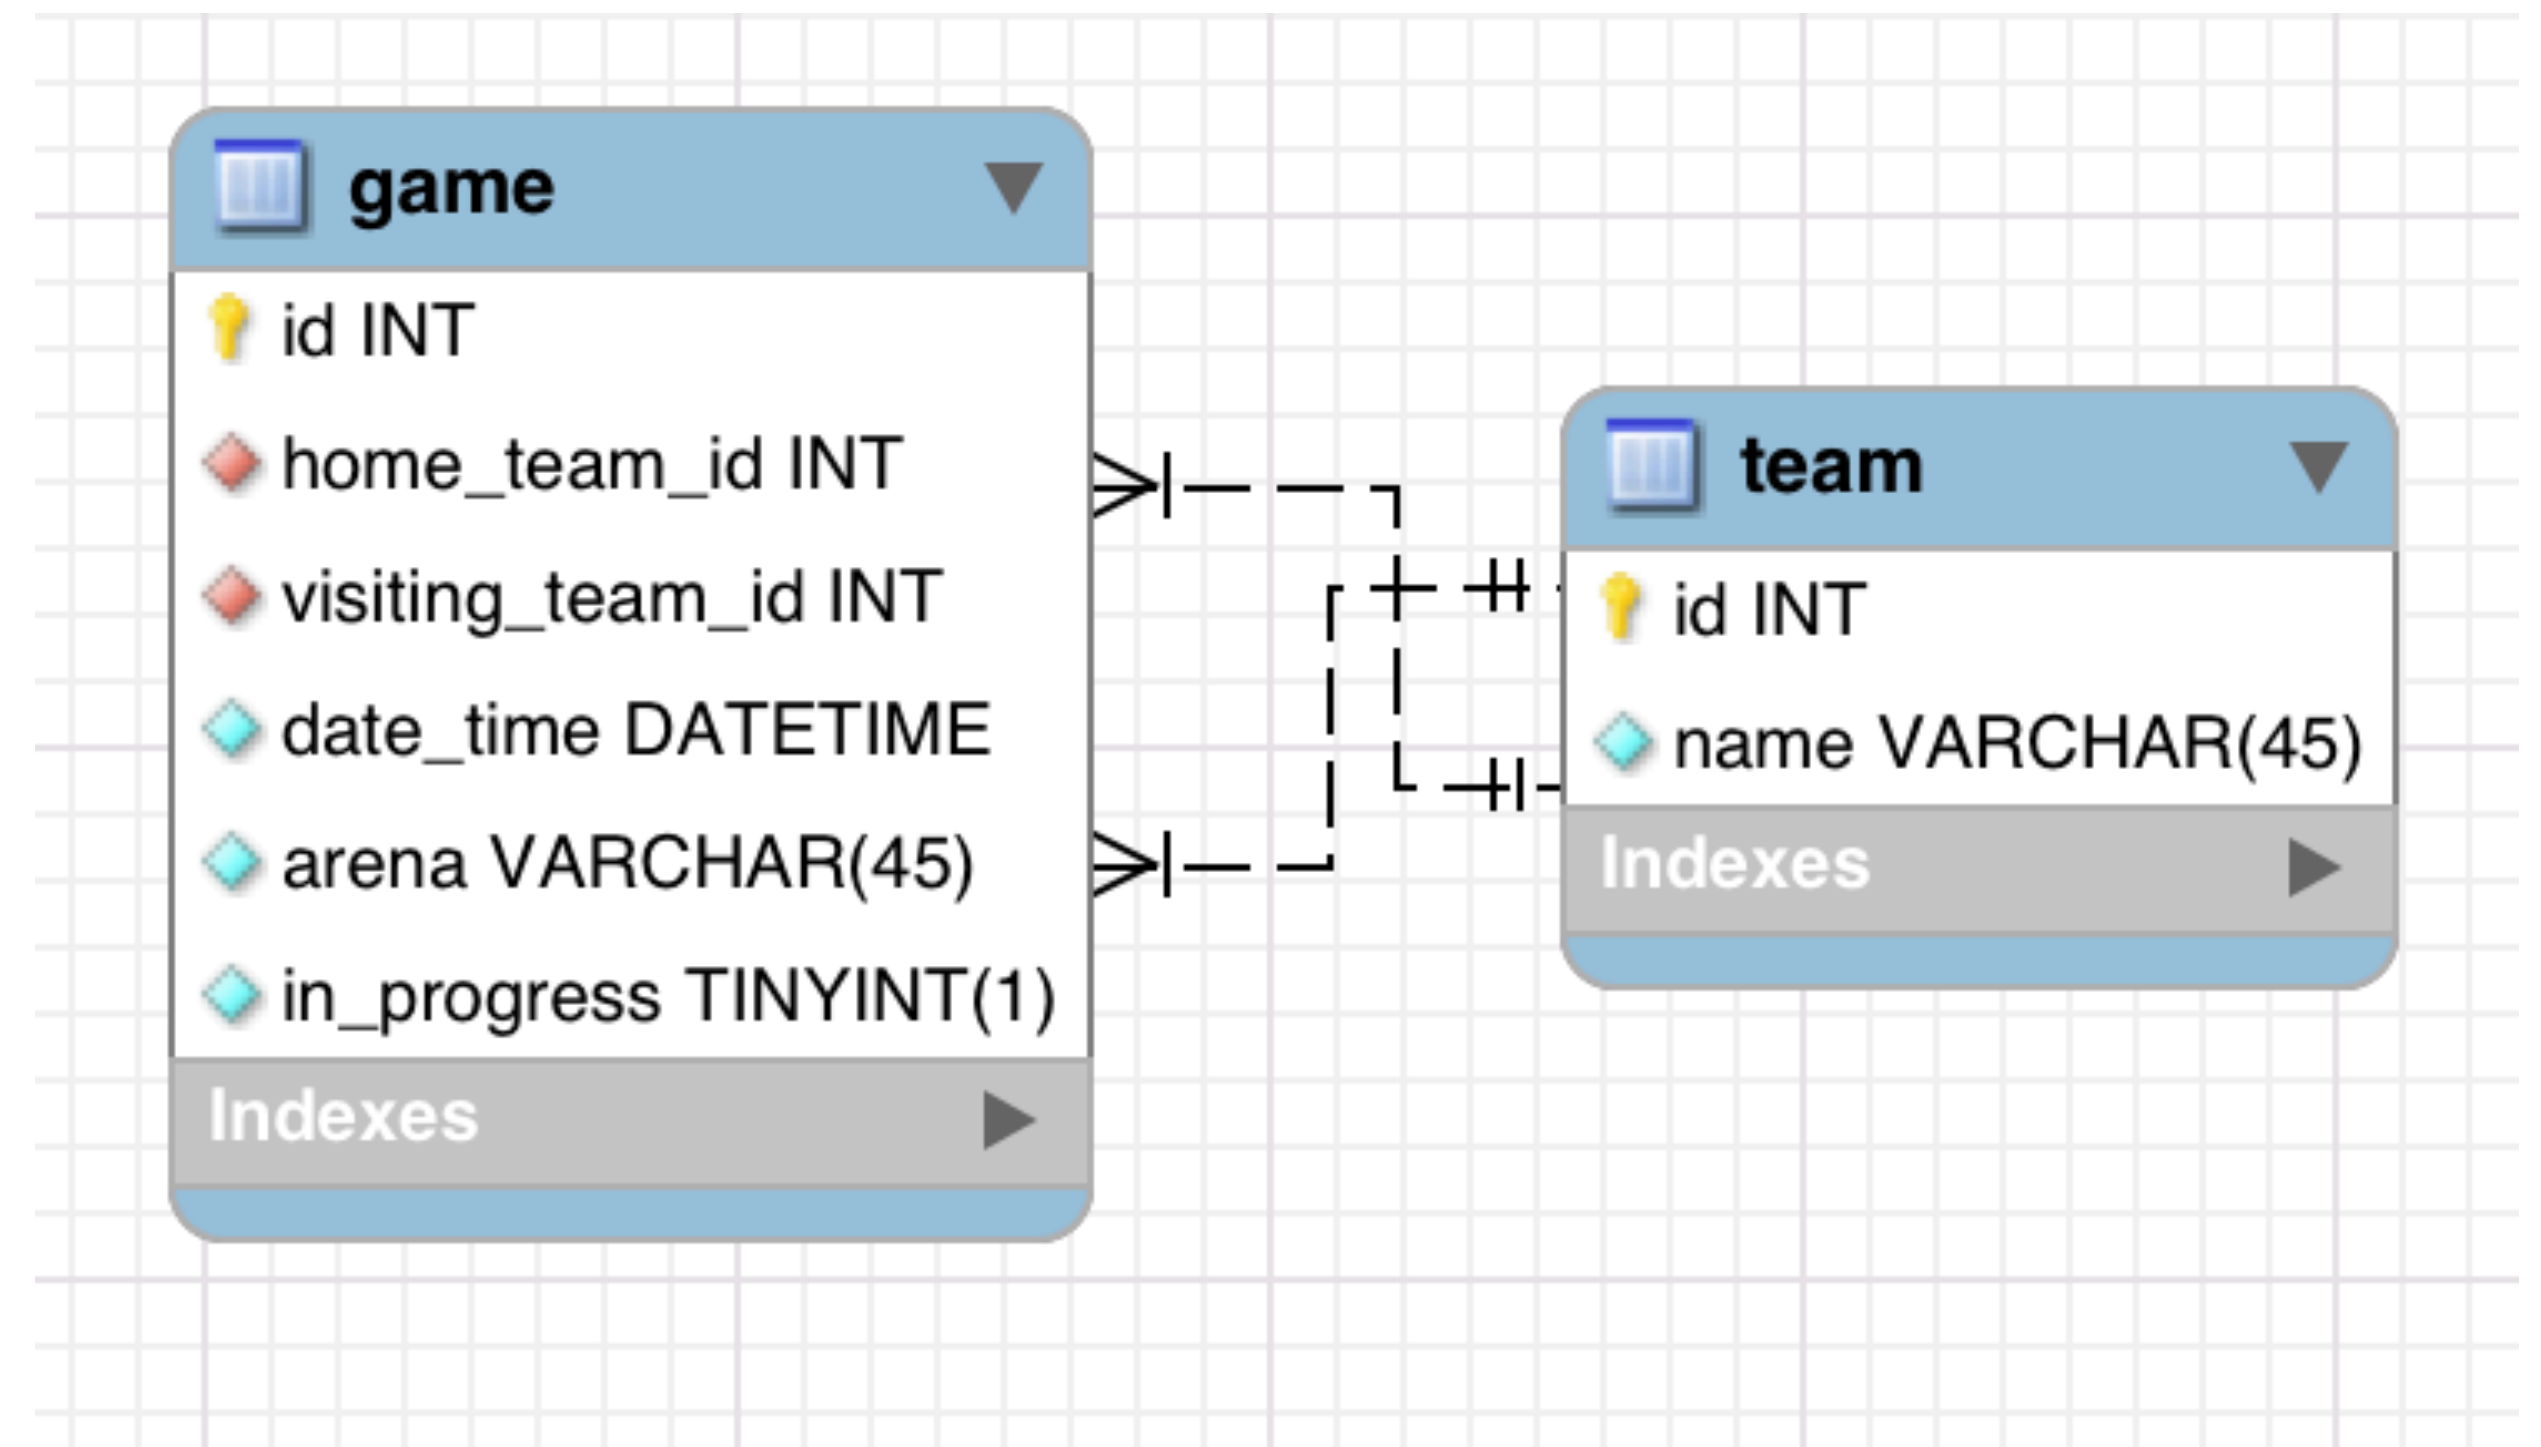 game
id INT
home_team_id INT
visiting_team_id INT
date_time DATETIME
arena VARCHAR(45)
in_progress TINYINT(1)
Indexes
team
id INT
name VARCHAR(45)
Indexes